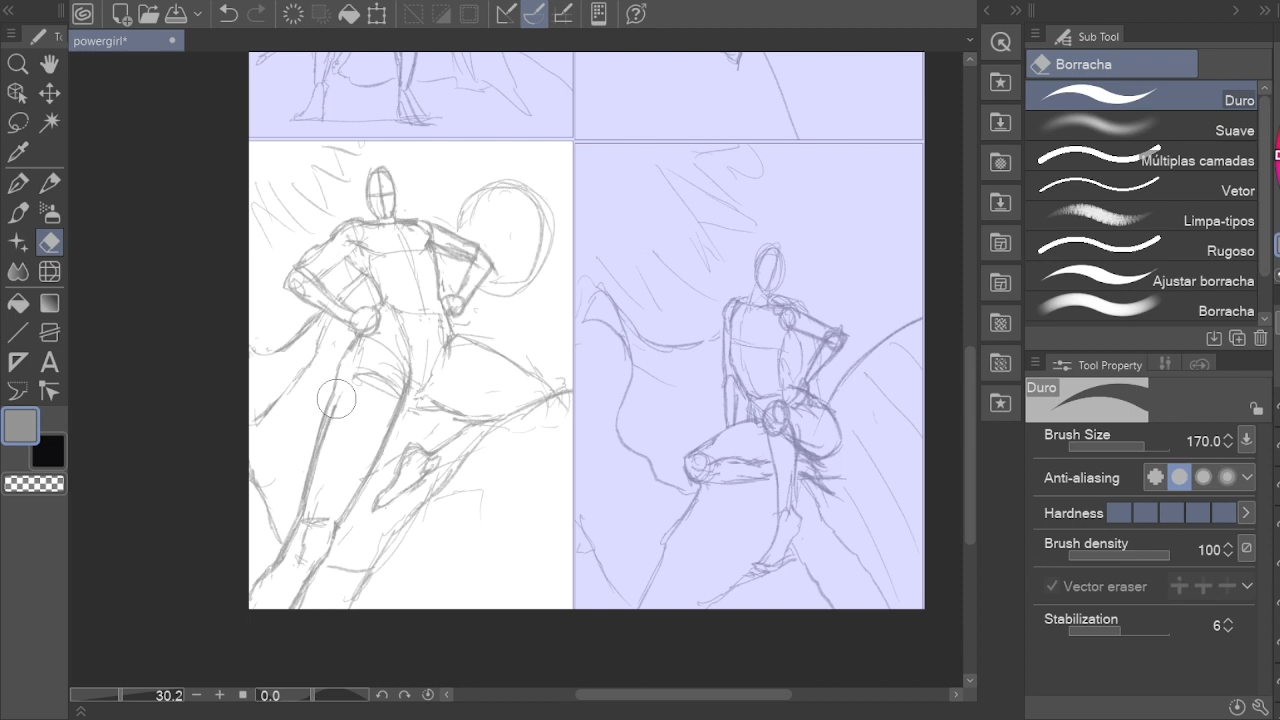 powergirl*
Sub Tool
Borracha
Duro
Suave
Múltiplas camadas
Vetor
Limpa-tipos
Rugoso
Ajustar borracha
Borracha
Tool Property
Duro
Brush Size 170.0
Anti-aliasing
Hardness
Brush density 100
Vector eraser
Stabilization 6
30.2 0.0